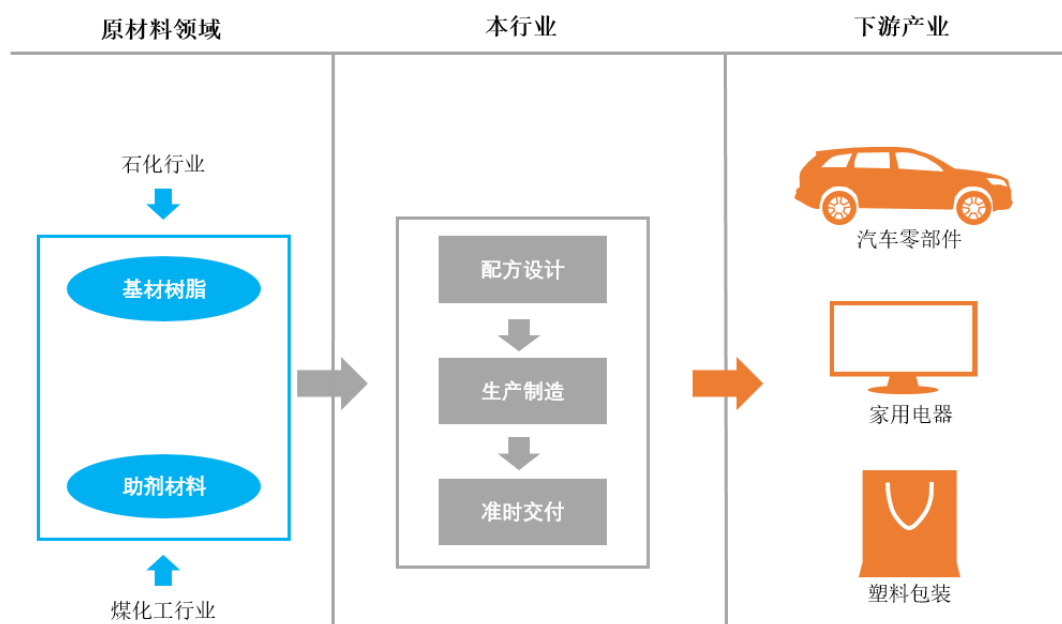 原材料领域
本行业
下游产业
石化行业
基材树脂
助剂材料
煤化工行业
配方设计
生产制造
准时交付
汽车零部件
家用电器
塑料包装